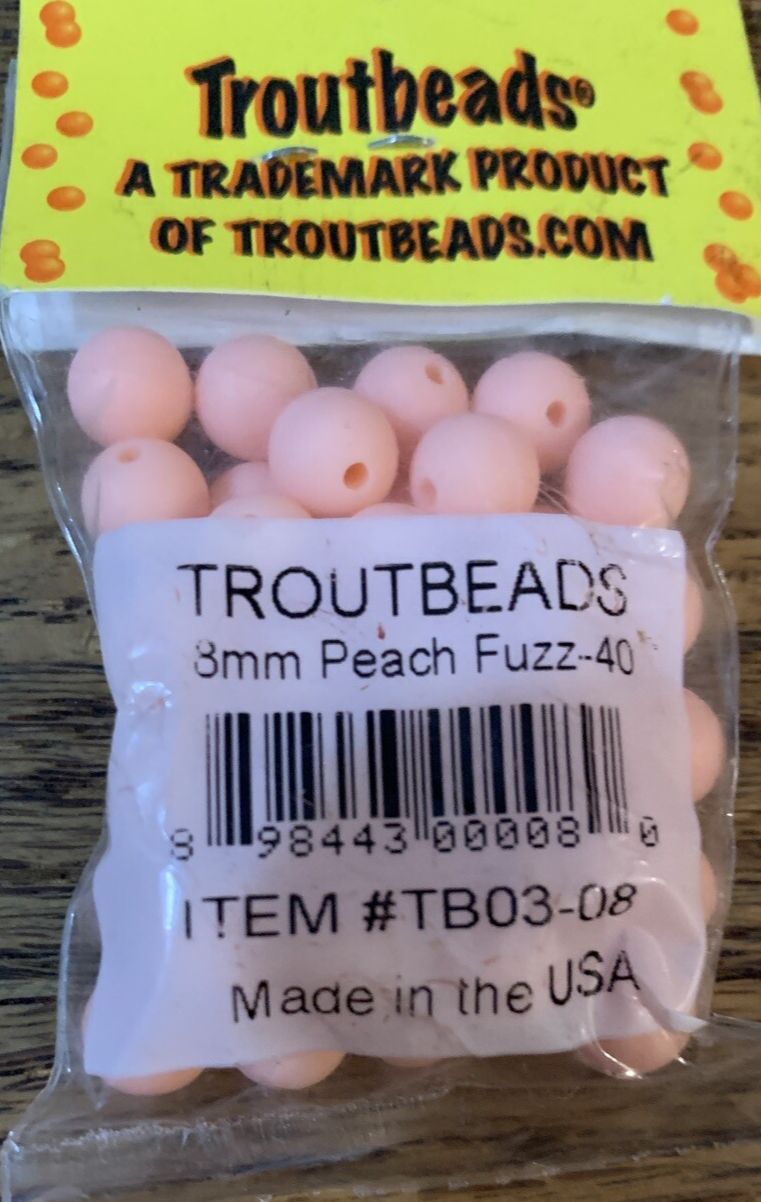 Troutbeads®
A TRADEMARK PRODUCT
OF TROUTBEADS.COM
TROUTBEADS
8mm Peach Fuzz-40
8 98443 00008 0
ITEM #TB03-08
Made in the USA